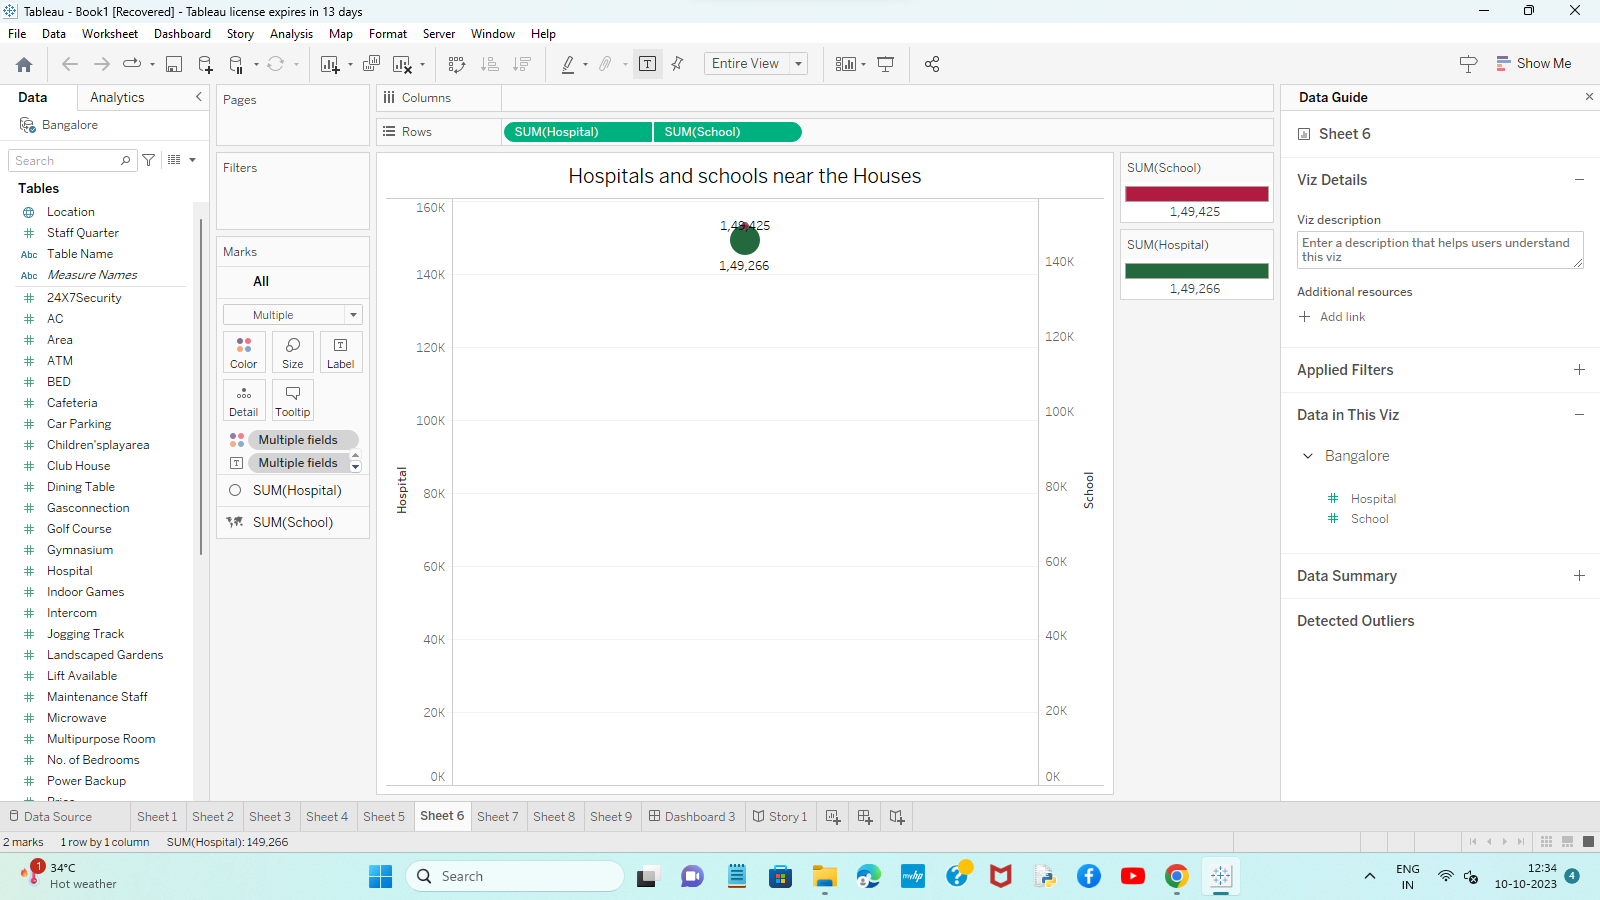 Tableau - Book1 [Recovered] - Tableau license expires in 13 days
File Data Worksheet Dashboard Story Analysis Map Format Server Window Help
Entire View
Show Me
Data Analytics
Bangalore
Search
Tables
Location
Staff Quarter
Abc Table Name
Abc Measure Names
24X7Security
AC
Area
ATM
BED
Cafeteria
Car Parking
Children'splayarea
Club House
Dining Table
Gasconnection
Golf Course
Gymnasium
Hospital
Indoor Games
Intercom
Jogging Track
Landscaped Gardens
Lift Available
Maintenance Staff
Microwave
Multipurpose Room
No. of Bedrooms
Power Backup
Pages
Filters
Marks
All
Multiple
Color Size Label
Detail Tooltip
Multiple fields
Multiple fields
SUM(Hospital)
SUM(School)
Columns
Rows SUM(Hospital) SUM(School)
Hospitals and schools near the Houses
160K
140K
120K
100K
80K
60K
40K
20K
0K
Hospital
1,49,425
1,49,266
140K
120K
100K
80K
60K
40K
20K
0K
School
SUM(School)
1,49,425
SUM(Hospital)
1,49,266
Data Guide
Sheet 6
Viz Details
Viz description
Enter a description that helps users understand
this viz
Additional resources
Add link
Applied Filters
Data in This Viz
Bangalore
Hospital
School
Data Summary
Detected Outliers
Data Source Sheet 1 Sheet 2 Sheet 3 Sheet 4 Sheet 5 Sheet 6 Sheet 7 Sheet 8 Sheet 9 Dashboard 3 Story 1
2 marks 1 row by 1 column SUM(Hospital): 149,266
1
34°C
Hot weather
Search
myhp
ENG
IN
12:34
10-10-2023
4